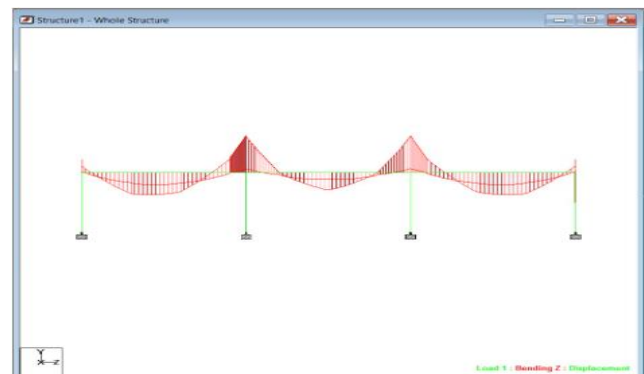 Structure1 - Whole Structure
Y
X Z
Load 1 : Bending Z : Displacement